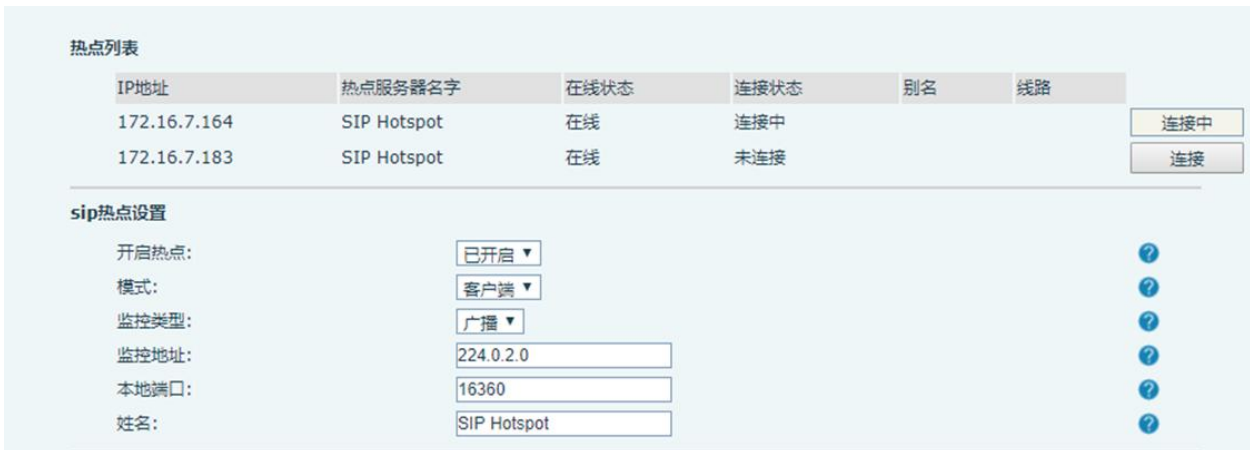 热点列表
IP地址 热点服务器名字 在线状态 连接状态 别名 线路
172.16.7.164 SIP Hotspot 在线 连接中 连接中
172.16.7.183 SIP Hotspot 在线 未连接 连接
sip热点设置
开启热点: 已开启
模式: 客户端
监控类型: 广播
监控地址: 224.0.2.0
本地端口: 16360
姓名: SIP Hotspot